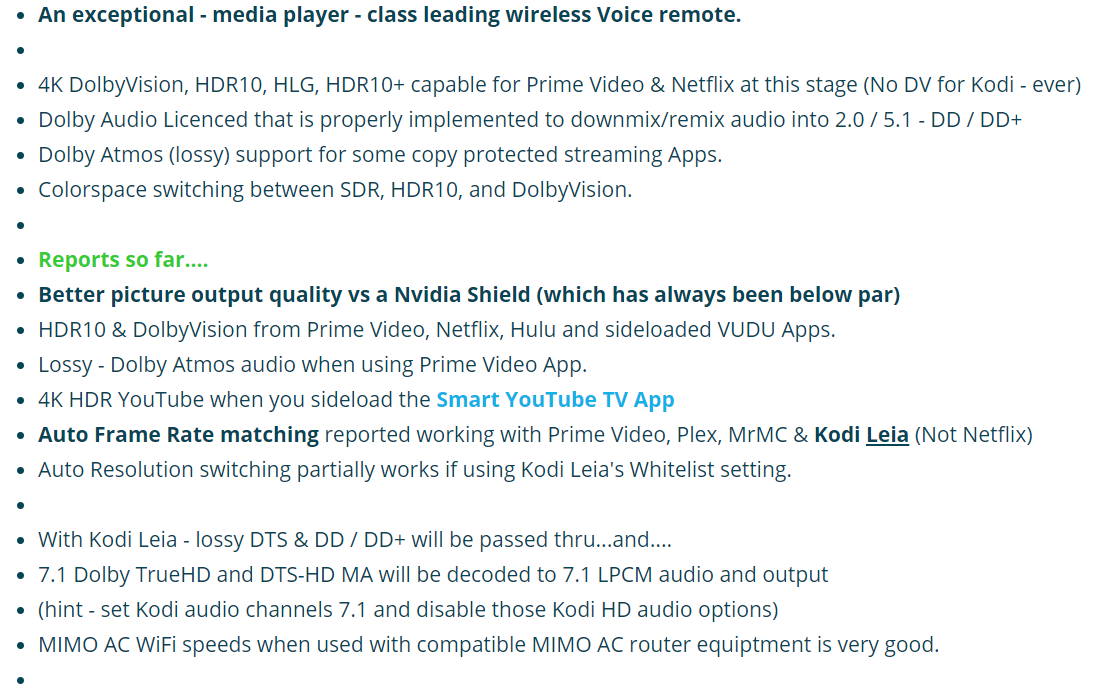 An exceptional - media player - class leading wireless Voice remote.
4K DolbyVision, HDR10, HLG, HDR10+ capable for Prime Video & Netflix at this stage (No DV for Kodi - ever)
Dolby Audio Licenced that is properly implemented to downmix/remix audio into 2.0 / 5.1 - DD / DD+
Dolby Atmos (lossy) support for some copy protected streaming Apps.
Colorspace switching between SDR, HDR10, and DolbyVision.
Reports so far....
Better picture output quality vs a Nvidia Shield (which has always been below par)
HDR10 & DolbyVision from Prime Video, Netflix, Hulu and sideloaded VUDU Apps.
Lossy - Dolby Atmos audio when using Prime Video App.
4K HDR YouTube when you sideload the Smart YouTube TV App
Auto Frame Rate matching reported working with Prime Video, Plex, MrMC & Kodi Leia (Not Netflix)
Auto Resolution switching partially works if using Kodi Leia's Whitelist setting.
With Kodi Leia - lossy DTS & DD / DD+ will be passed thru...and....
7.1 Dolby TrueHD and DTS-HD MA will be decoded to 7.1 LPCM audio and output
(hint - set Kodi audio channels 7.1 and disable those Kodi HD audio options)
MIMO AC WiFi speeds when used with compatible MIMO AC router equiptment is very good.